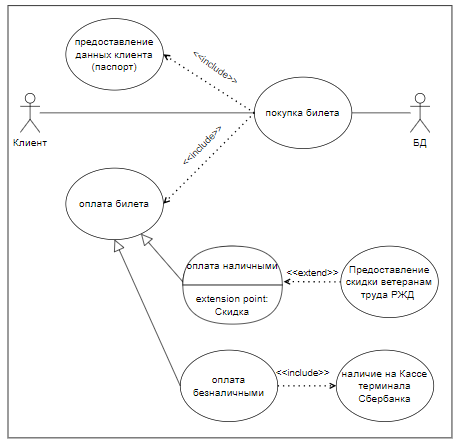 предоставление
данных клиента
(паспорт)
<<include>>
покупка билета
Клиент
БД
<<include>>
оплата билета
оплата наличными
extension point:
Скидка
<<extend>>
Предоставление
скидки ветеранам
труда РЖД
оплата
безналичными
<<include>>
наличие на Кассе
терминала
Сбербанка